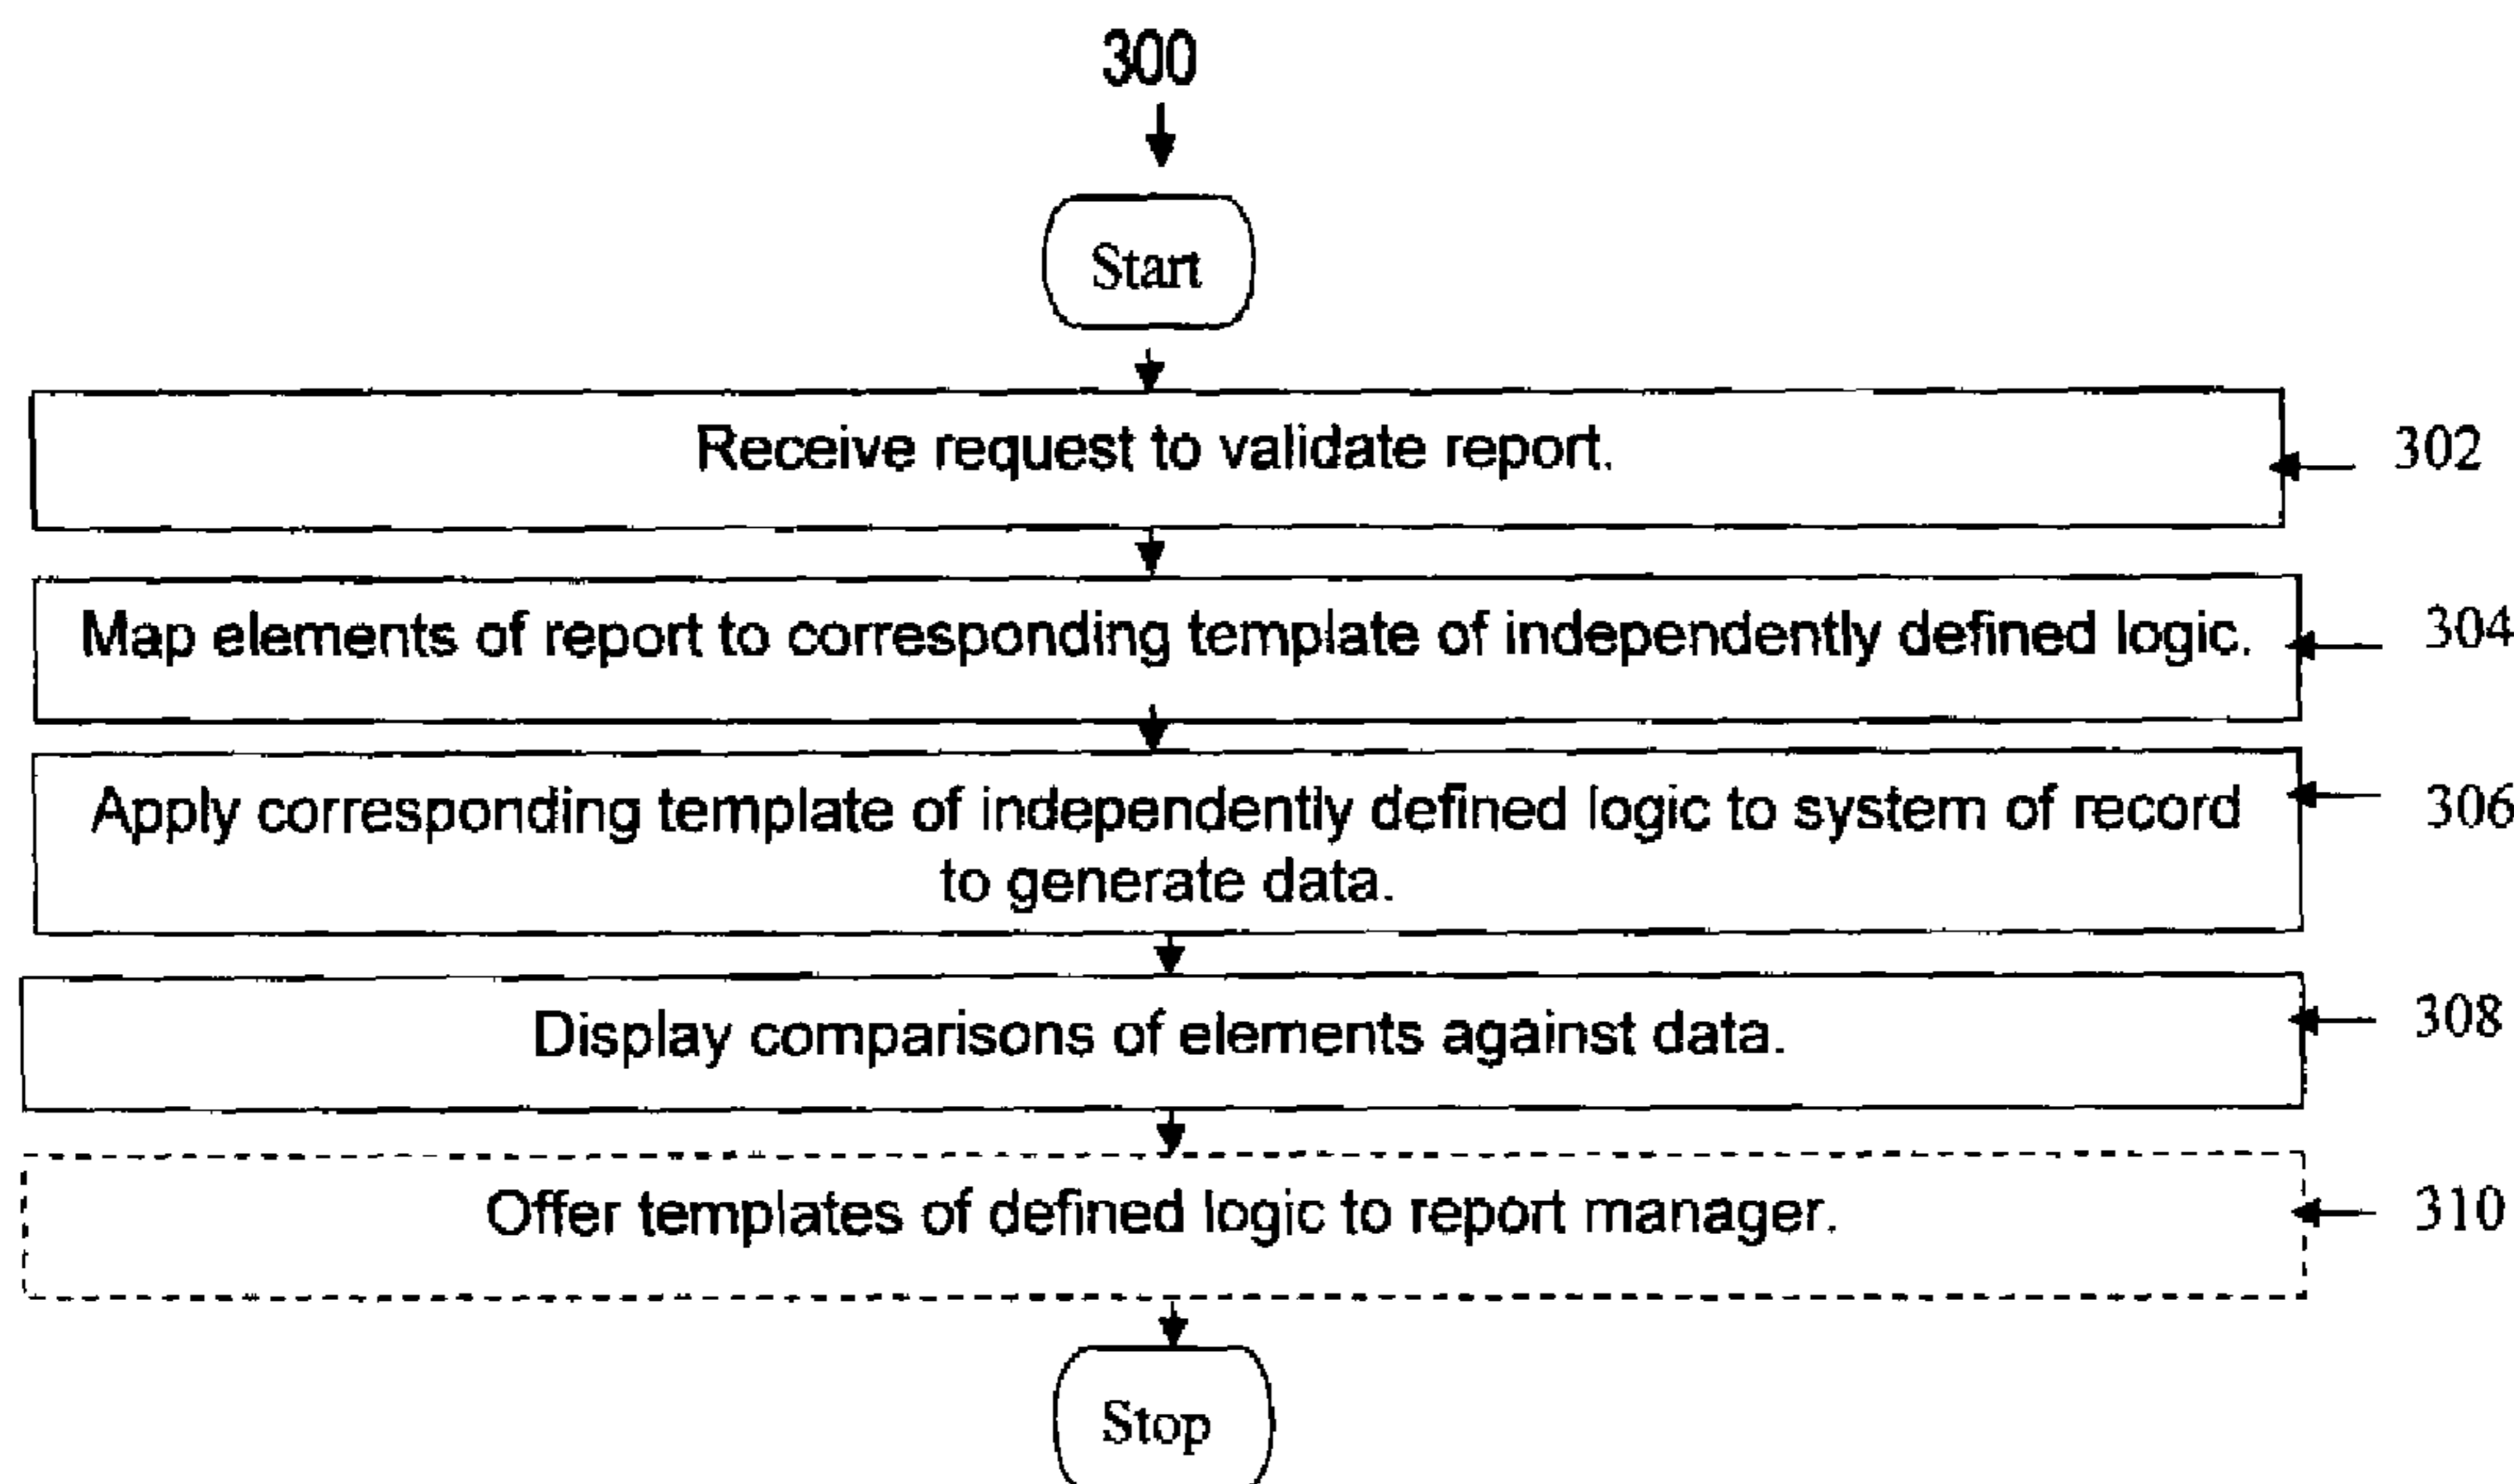 300
Start
Receive request to validate report.
302
Map elements of report to corresponding template of independently defined logic.
304
Apply corresponding template of independently defined logic to system of record
306
to generate data.
Display comparisons of elements against data.
308
Offer templates of defined logic to report manager.
310
Stop